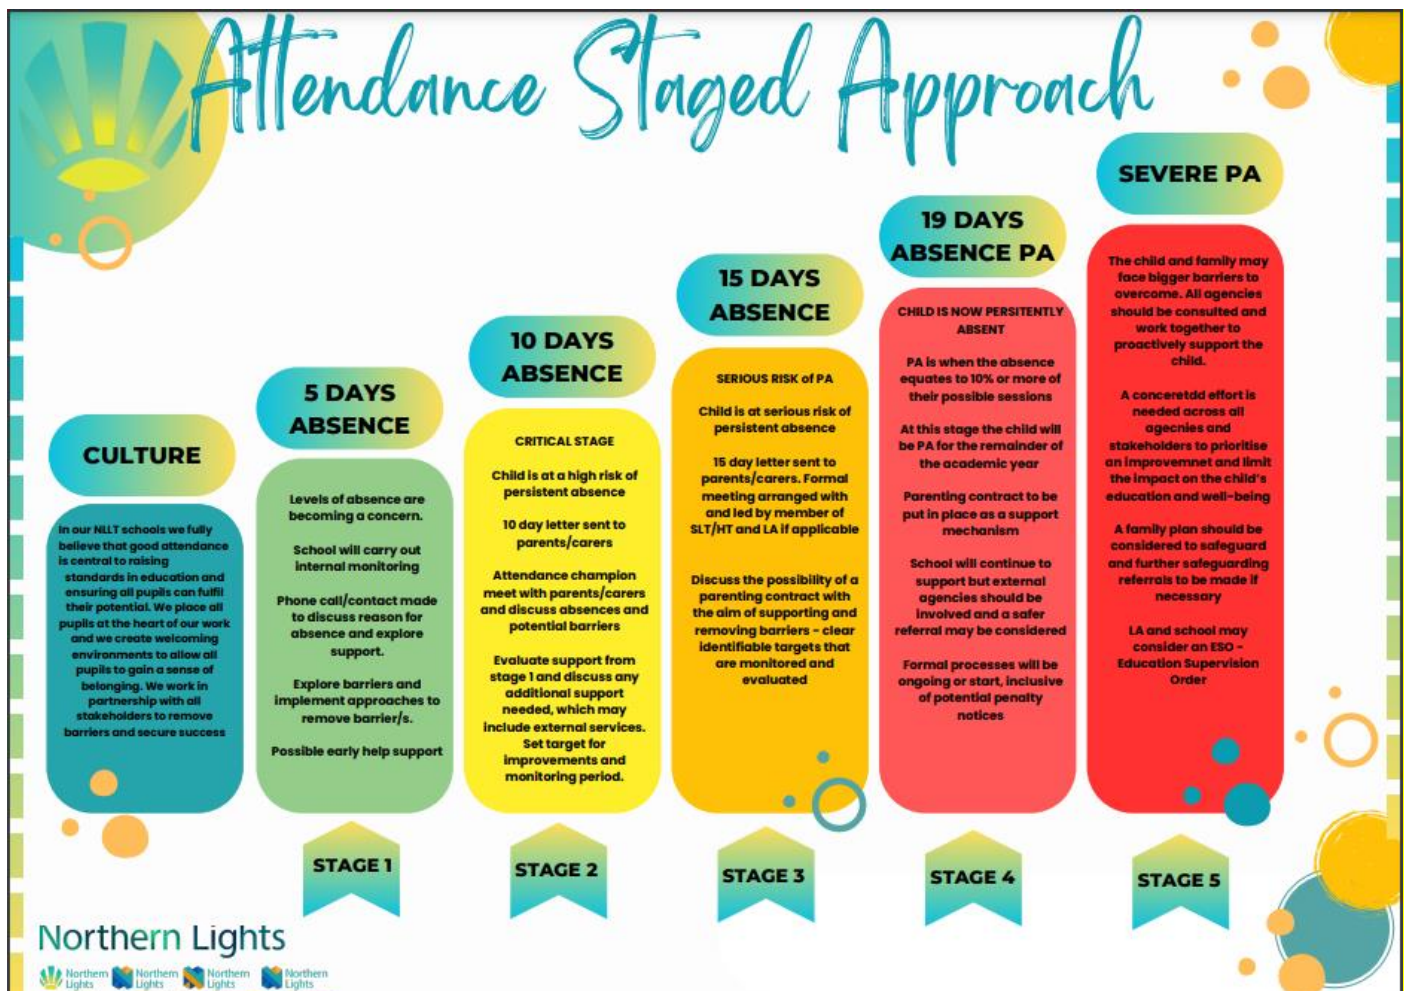 Attendance Staged Approach
CULTURE
In our NLLT schools we fully
believe that good attendance
is central to raising
standards in education and
ensuring all pupils can fulfil
their potential. We place all
pupils at the heart of our work
and we create welcoming
environments to allow all
pupils to gain a sense of
belonging. We work in
partnership with all
stakeholders to remove
barriers and secure success
5 DAYS
ABSENCE
Levels of absence are
becoming a concern.
School will carry out
internal monitoring
Phone call/contact made
to discuss reason for
absence and explore
support.
Explore barriers and
implement approaches to
remove barrier/s.
Possible early help support
STAGE 1
10 DAYS
ABSENCE
CRITICAL STAGE
Child is at a high risk of
persistent absence
10 day letter sent to
parents/carers
Attendance champion
meet with parents/carers
and discuss absences and
potential barriers
Evaluate support from
stage 1 and discuss any
additional support
needed, which may
include external services.
Set target for
improvements and
monitoring period.
STAGE 2
15 DAYS
ABSENCE
SERIOUS RISK of PA
Child is at serious risk of
persistent absence
15 day letter sent to
parents/carers. Formal
meeting arranged with
and led by member of
SLT/HT and LA if applicable
Discuss the possibility of a
parenting contract with
the aim of supporting and
removing barriers - clear
identifiable targets that
are monitored and
evaluated
STAGE 3
19 DAYS
ABSENCE PA
CHILD IS NOW PERSITENTLY
ABSENT
PA is when the absence
equates to 10% or more of
their possible sessions
At this stage the child will
be PA for the remainder of
the academic year
Parenting contract to be
put in place as a support
mechanism
School will continue to
support but external
agencies should be
involved and a safer
referral may be considered
Formal processes will be
ongoing or start, inclusive
of potential penalty
notices
STAGE 4
SEVERE PA
The child and family may
face bigger barriers to
overcome. All agencies
should be consulted and
work together to
proactively support the
child.
A conceretdd effort is
needed across all
agecnies and
stakeholders to prioritise
an improvemnet and limit
the impact on the child's
education and well-being
A family plan should be
considered to safeguard
and further safeguarding
referrals to be made if
necessary
LA and school may
consider an ESO -
Education Supervision
Order
STAGE 5
Northern Lights
Northern
Lights
Northern
Lights
Northern
Lights
Northern
Lights